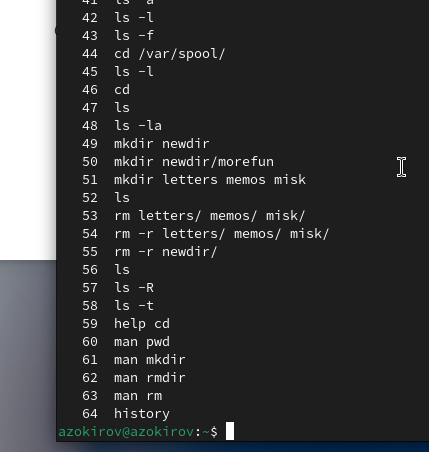 41 ls -a
42 ls -l
43 ls -f
44 cd /var/spool/
45 ls -l
46 cd
47 ls
48 ls -la
49 mkdir newdir
50 mkdir newdir/morefun
51 mkdir letters memos misk
52 ls
53 rm letters/ memos/ misk/
54 rm -r letters/ memos/ misk/
55 rm -r newdir/
56 ls
57 ls -R
58 ls -t
59 help cd
60 man pwd
61 man mkdir
62 man rmdir
63 man rm
64 history
azokirov@azokirov:~$